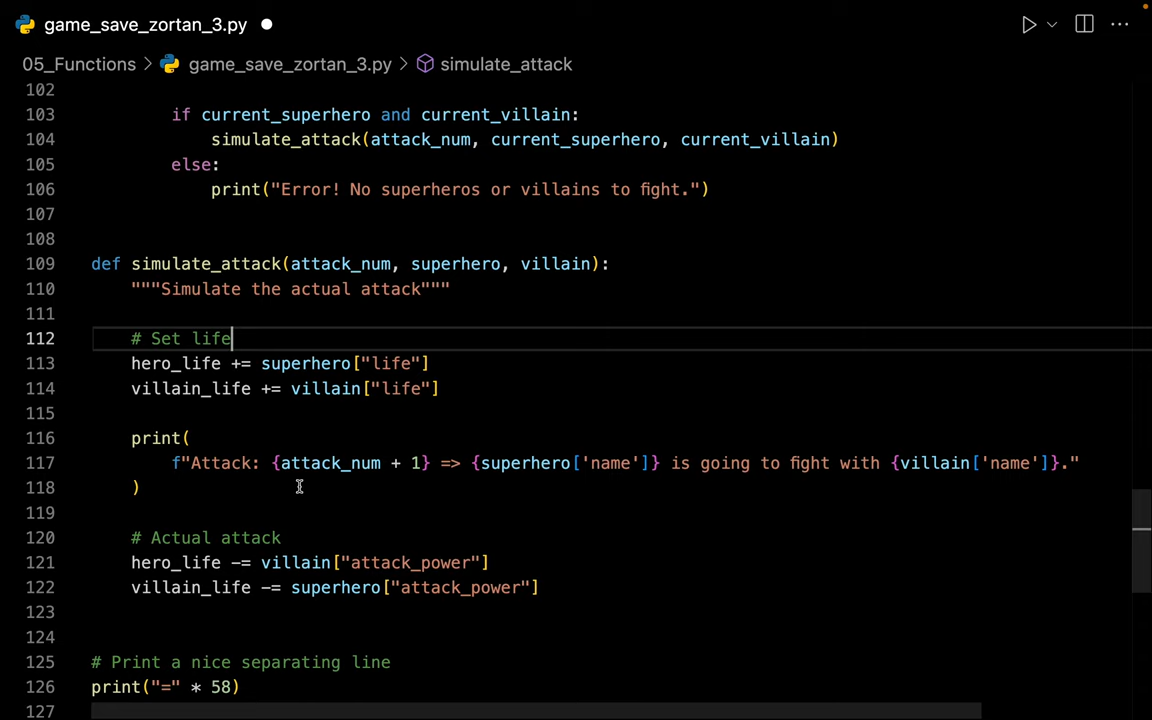 game_save_zortan_3.py
05_Functions > game_save_zortan_3.py > simulate_attack
102
103 if current_superhero and current_villain:
104 simulate_attack(attack_num, current_superhero, current_villain)
105 else:
106 print("Error! No superheros or villains to fight.")
107
108
109 def simulate_attack(attack_num, superhero, villain):
110 """Simulate the actual attack"""
111
112 # Set life
113 hero_life += superhero["life"]
114 villain_life += villain["life"]
115
116 print(
117 f"Attack: {attack_num + 1} => {superhero['name']} is going to fight with {villain['name']}."
118 )
119
120 # Actual attack
121 hero_life -= villain["attack_power"]
122 villain_life -= superhero["attack_power"]
123
124
125 # Print a nice separating line
126 print("=" * 58)
127